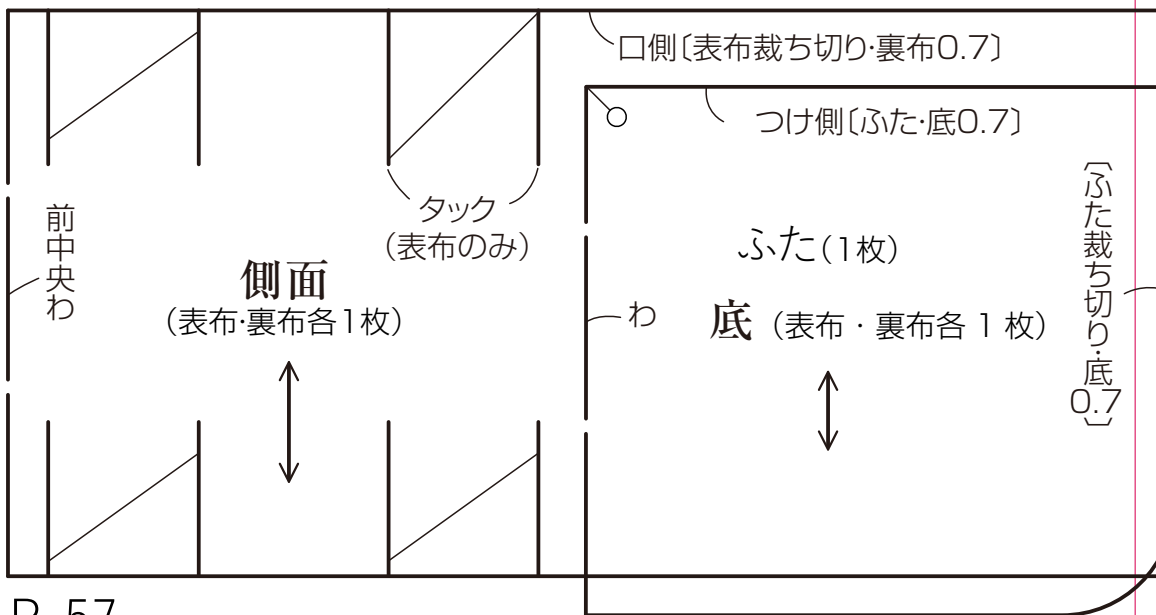 口側〔表布裁ち切り・裏布0.7〕
つけ側〔ふた・底0.7〕
タック
(表布のみ)
前中央わ
側面
(表布・裏布各1枚)
ふた(1枚)
わ
底 (表布・裏布各1枚)
〔ふた裁ち切り・底0.7〕
P. 57